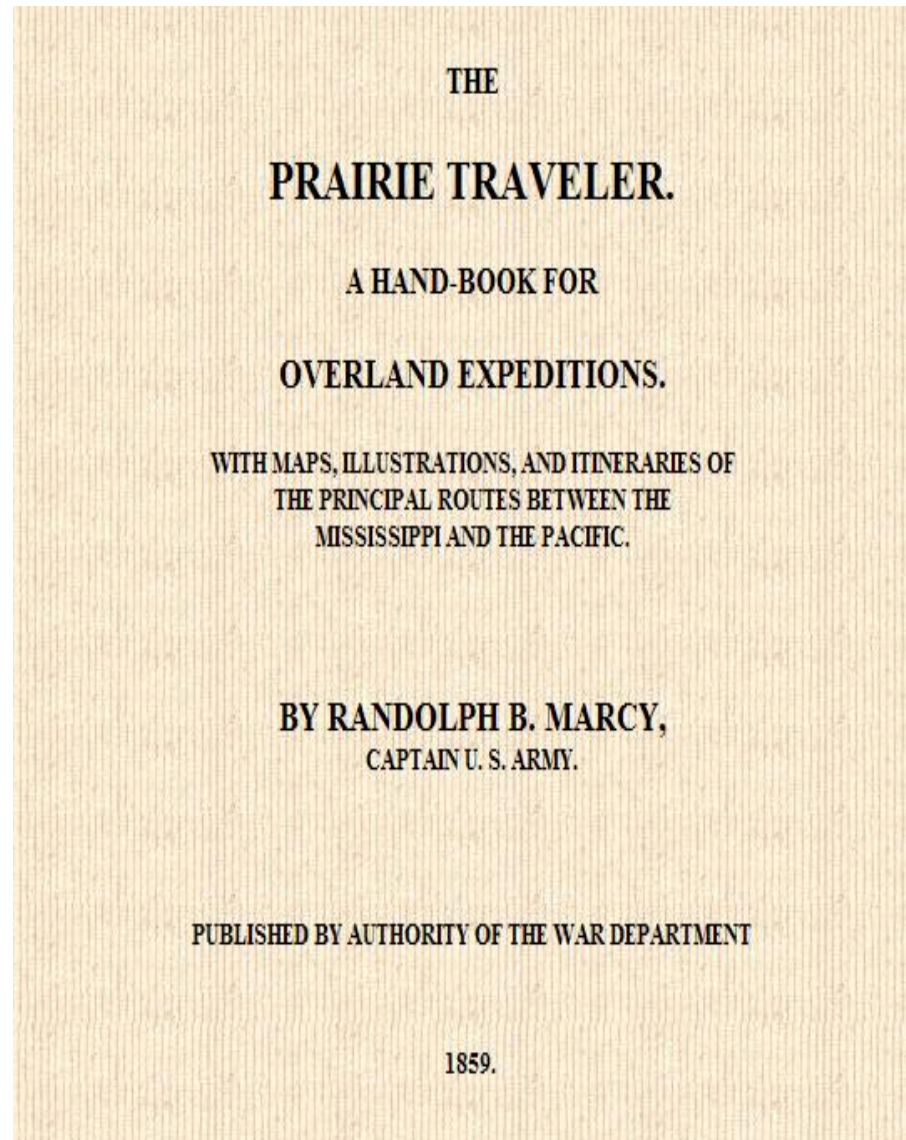 THE
PRAIRIE TRAVELER.
A HAND-BOOK FOR
OVERLAND EXPEDITIONS.
WITH MAPS, ILLUSTRATIONS, AND ITINERARIES OF
THE PRINCIPAL ROUTES BETWEEN THE
MISSISSIPPI AND THE PACIFIC.
BY RANDOLPH B. MARCY,
CAPTAIN U. S. ARMY.
PUBLISHED BY AUTHORITY OF THE WAR DEPARTMENT
1859.